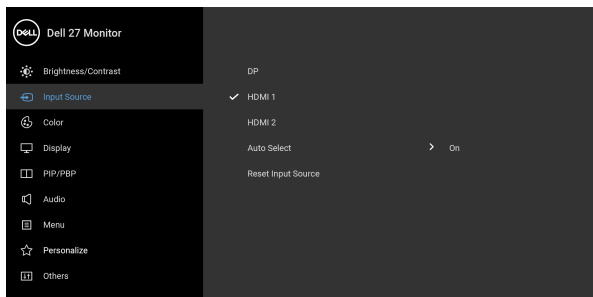 DELL Dell 27 Monitor
Brightness/Contrast
DP
Input Source
HDMI 1
Color
HDMI 2
Display
Auto Select
On
PIP/PBP
Reset Input Source
Audio
Menu
Personalize
Others